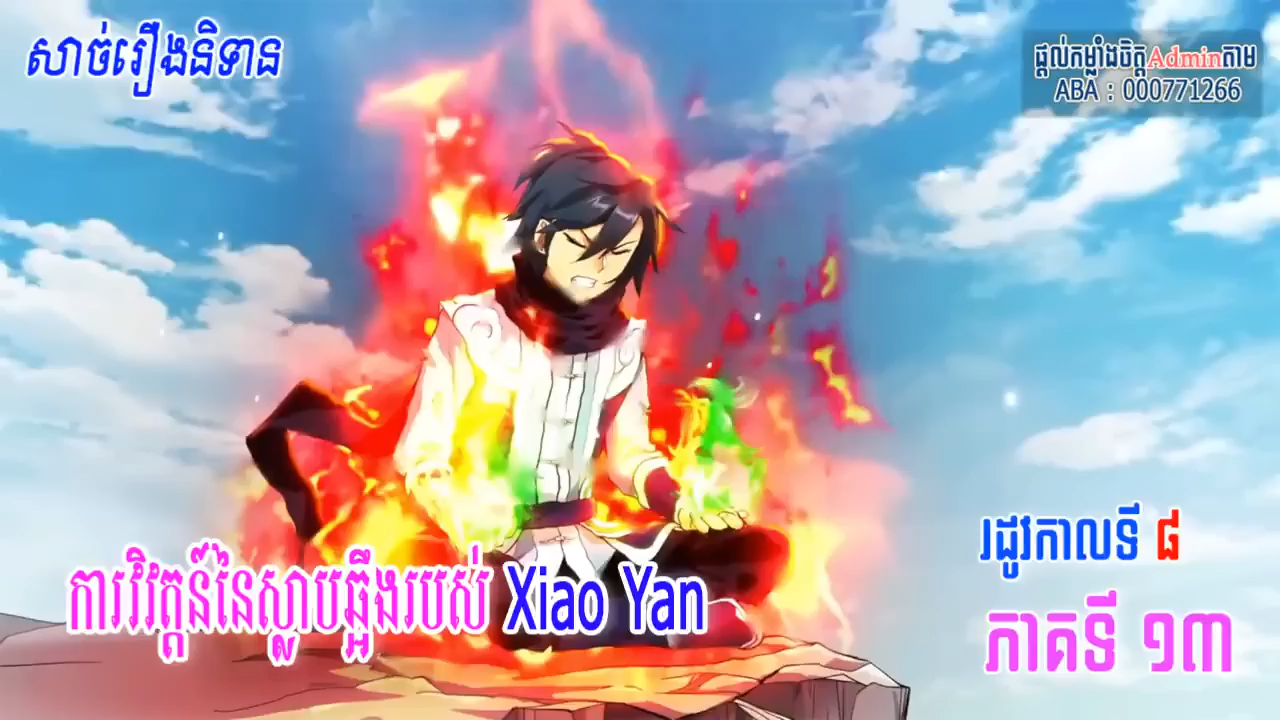 សាច់រឿងនិទាន
ផ្តល់កម្លាំងចិត្តAdminតាម
ABA : 000771266
រដូវកាលទី ៨
ការវិវត្តន៍នៃស្លាបឆ្អឹងរបស់ Xiao Yan
ភាគទី ១៣